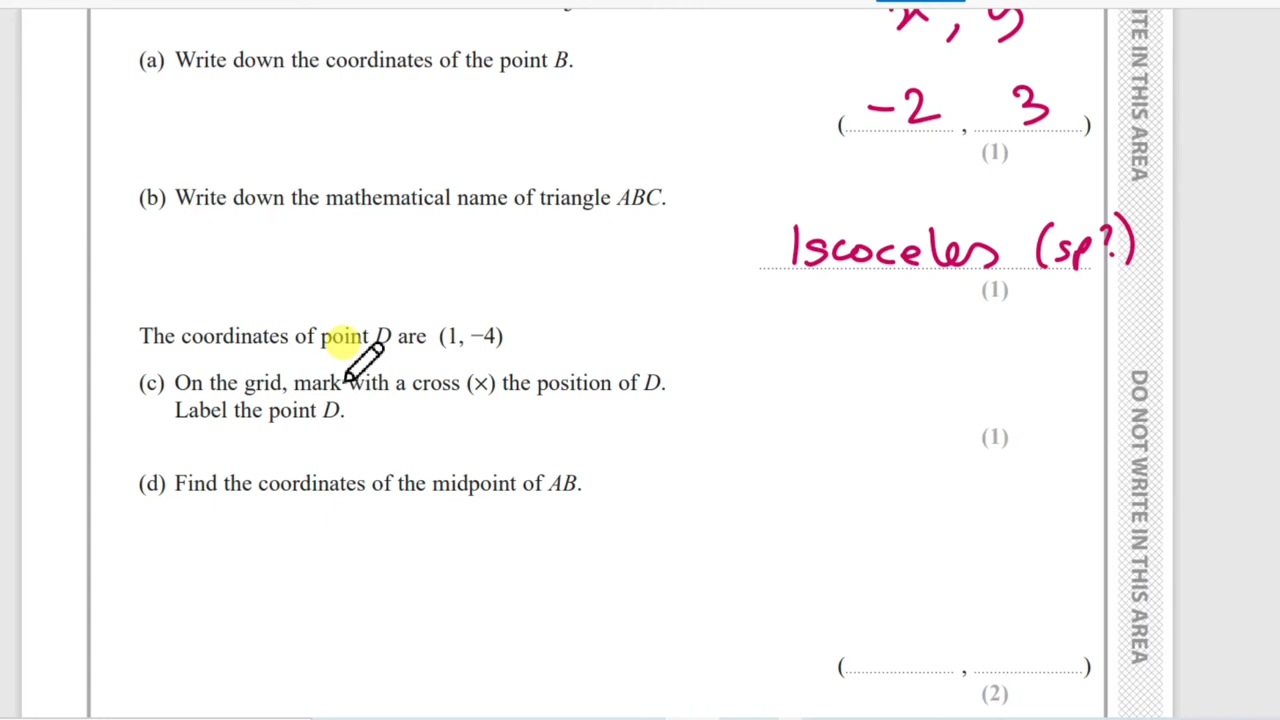 x , y
(a) Write down the coordinates of the point B.
-2 3
(.........................., ..........................)
(1)
(b) Write down the mathematical name of triangle ABC.
Iscoceles (sp?)
(1)
The coordinates of point D are (1, −4)
(c) On the grid, mark with a cross (×) the position of D.
Label the point D.
(1)
(d) Find the coordinates of the midpoint of AB.
(.........................., ..........................)
(2)
ITE IN THIS AREA
DO NOT WRITE IN THIS AREA